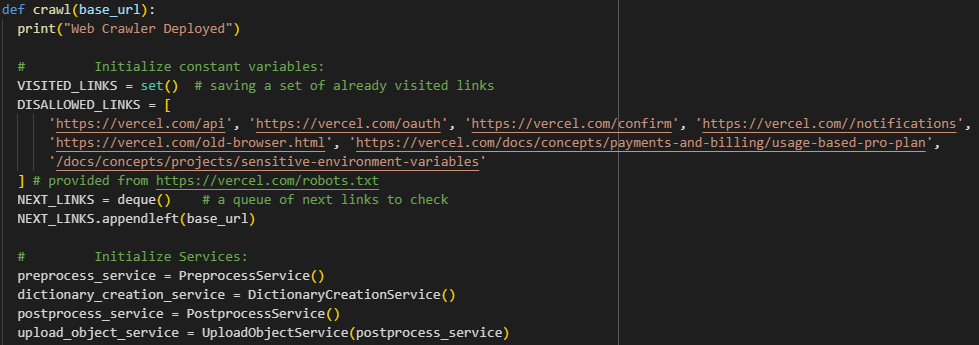 def crawl(base_url):
print("Web Crawler Deployed")
# Initialize constant variables:
VISITED_LINKS = set() # saving a set of already visited links
DISALLOWED_LINKS = [
'https://vercel.com/api', 'https://vercel.com/oauth', 'https://vercel.com/confirm', 'https://vercel.com//notifications',
'https://vercel.com/old-browser.html', 'https://vercel.com/docs/concepts/payments-and-billing/usage-based-pro-plan',
'/docs/concepts/projects/sensitive-environment-variables'
] # provided from https://vercel.com/robots.txt
NEXT_LINKS = deque() # a queue of next links to check
NEXT_LINKS.appendleft(base_url)
# Initialize Services:
preprocess_service = PreprocessService()
dictionary_creation_service = DictionaryCreationService()
postprocess_service = PostprocessService()
upload_object_service = UploadObjectService(postprocess_service)